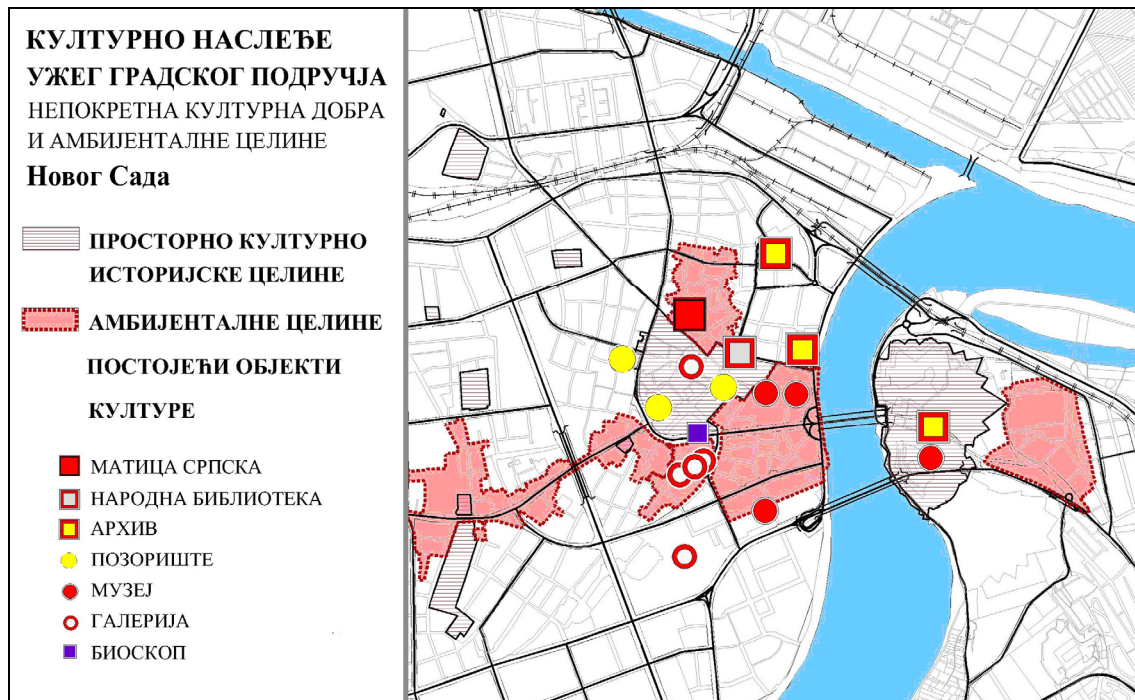 КУЛТУРНО НАСЛЕЂЕ
УЖЕГ ГРАДСКОГ ПОДРУЧЈА
НЕПОКРЕТНА КУЛТУРНА ДОБРА
И АМБИЈЕНТАЛНЕ ЦЕЛИНЕ
Новог Сада
ПРОСТОРНО КУЛТУРНО
ИСТОРИЈСКЕ ЦЕЛИНЕ
АМБИЈЕНТАЛНЕ ЦЕЛИНЕ
ПОСТОЈЕЋИ ОБЈЕКТИ
КУЛТУРЕ
МАТИЦА СРПСКА
НАРОДНА БИБЛИОТЕКА
АРХИВ
ПОЗОРИШТЕ
МУЗЕЈ
ГАЛЕРИЈА
БИОСКОП